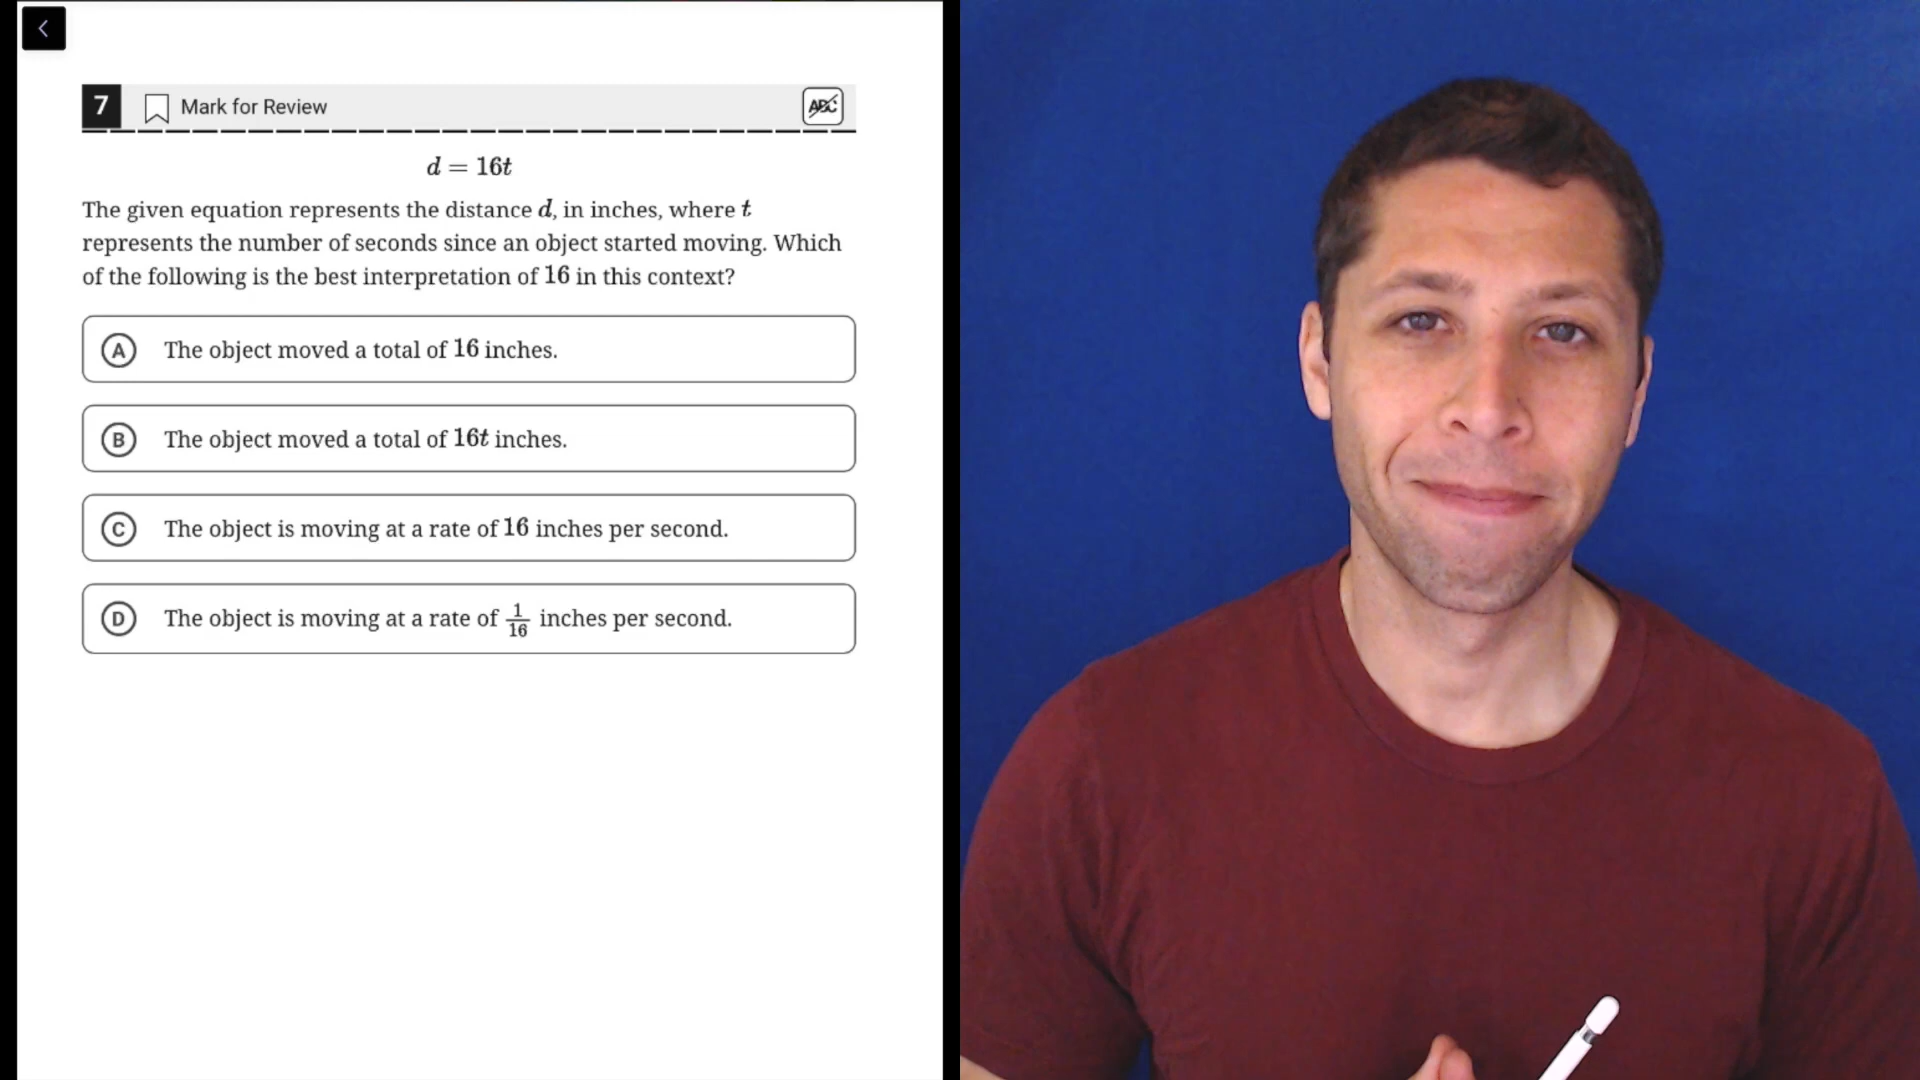 7 Mark for Review ABC
d = 16t
The given equation represents the distance d, in inches, where t
represents the number of seconds since an object started moving. Which
of the following is the best interpretation of 16 in this context?
A The object moved a total of 16 inches.
B The object moved a total of 16t inches.
C The object is moving at a rate of 16 inches per second.
D The object is moving at a rate of 1/16 inches per second.